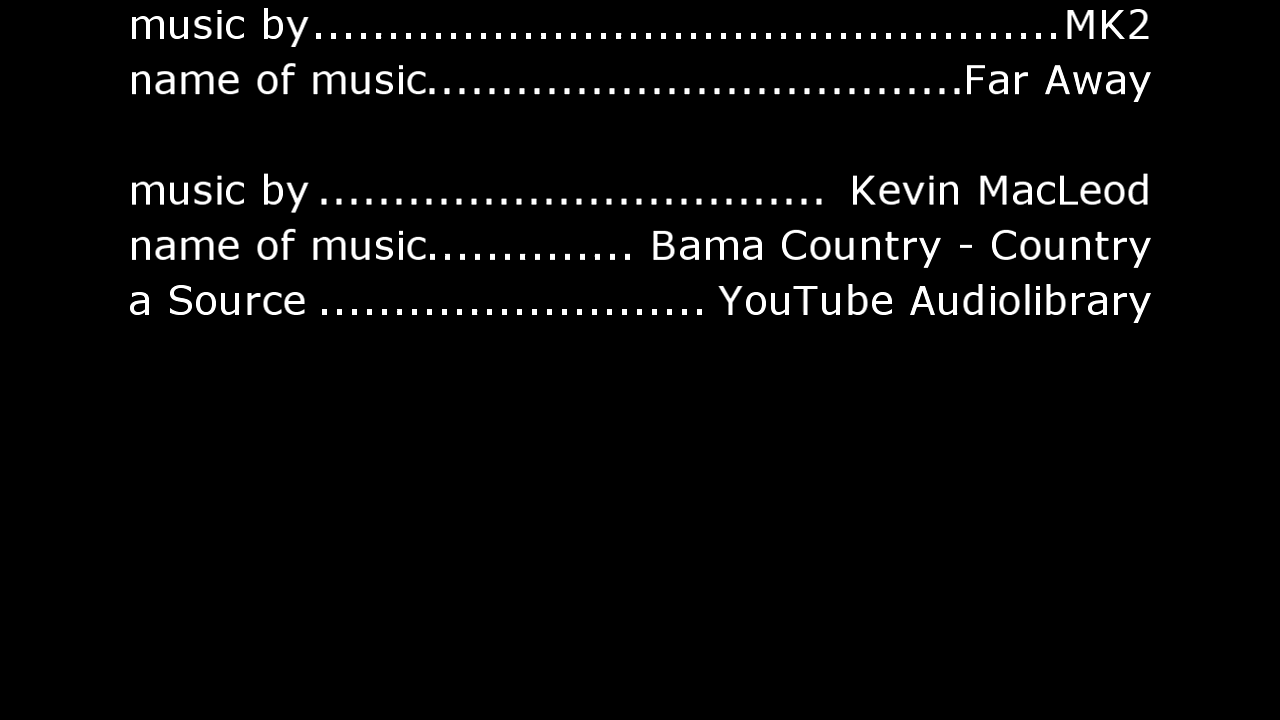 music by..................................................MK2
name of music....................................Far Away
music by .................................. Kevin MacLeod
name of music.............. Bama Country - Country
a Source .......................... YouTube Audiolibrary